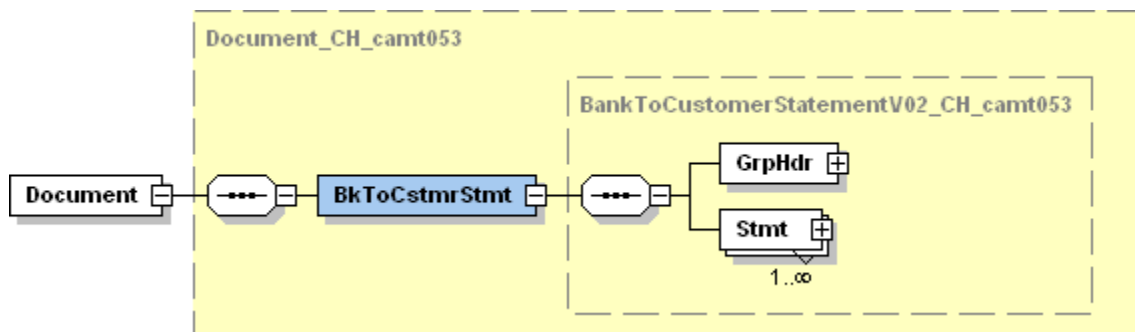 Document_CH_camt053
BankToCustomerStatementV02_CH_camt053
Document
BkToCstmrStmt
GrpHdr
Stmt
1..∞